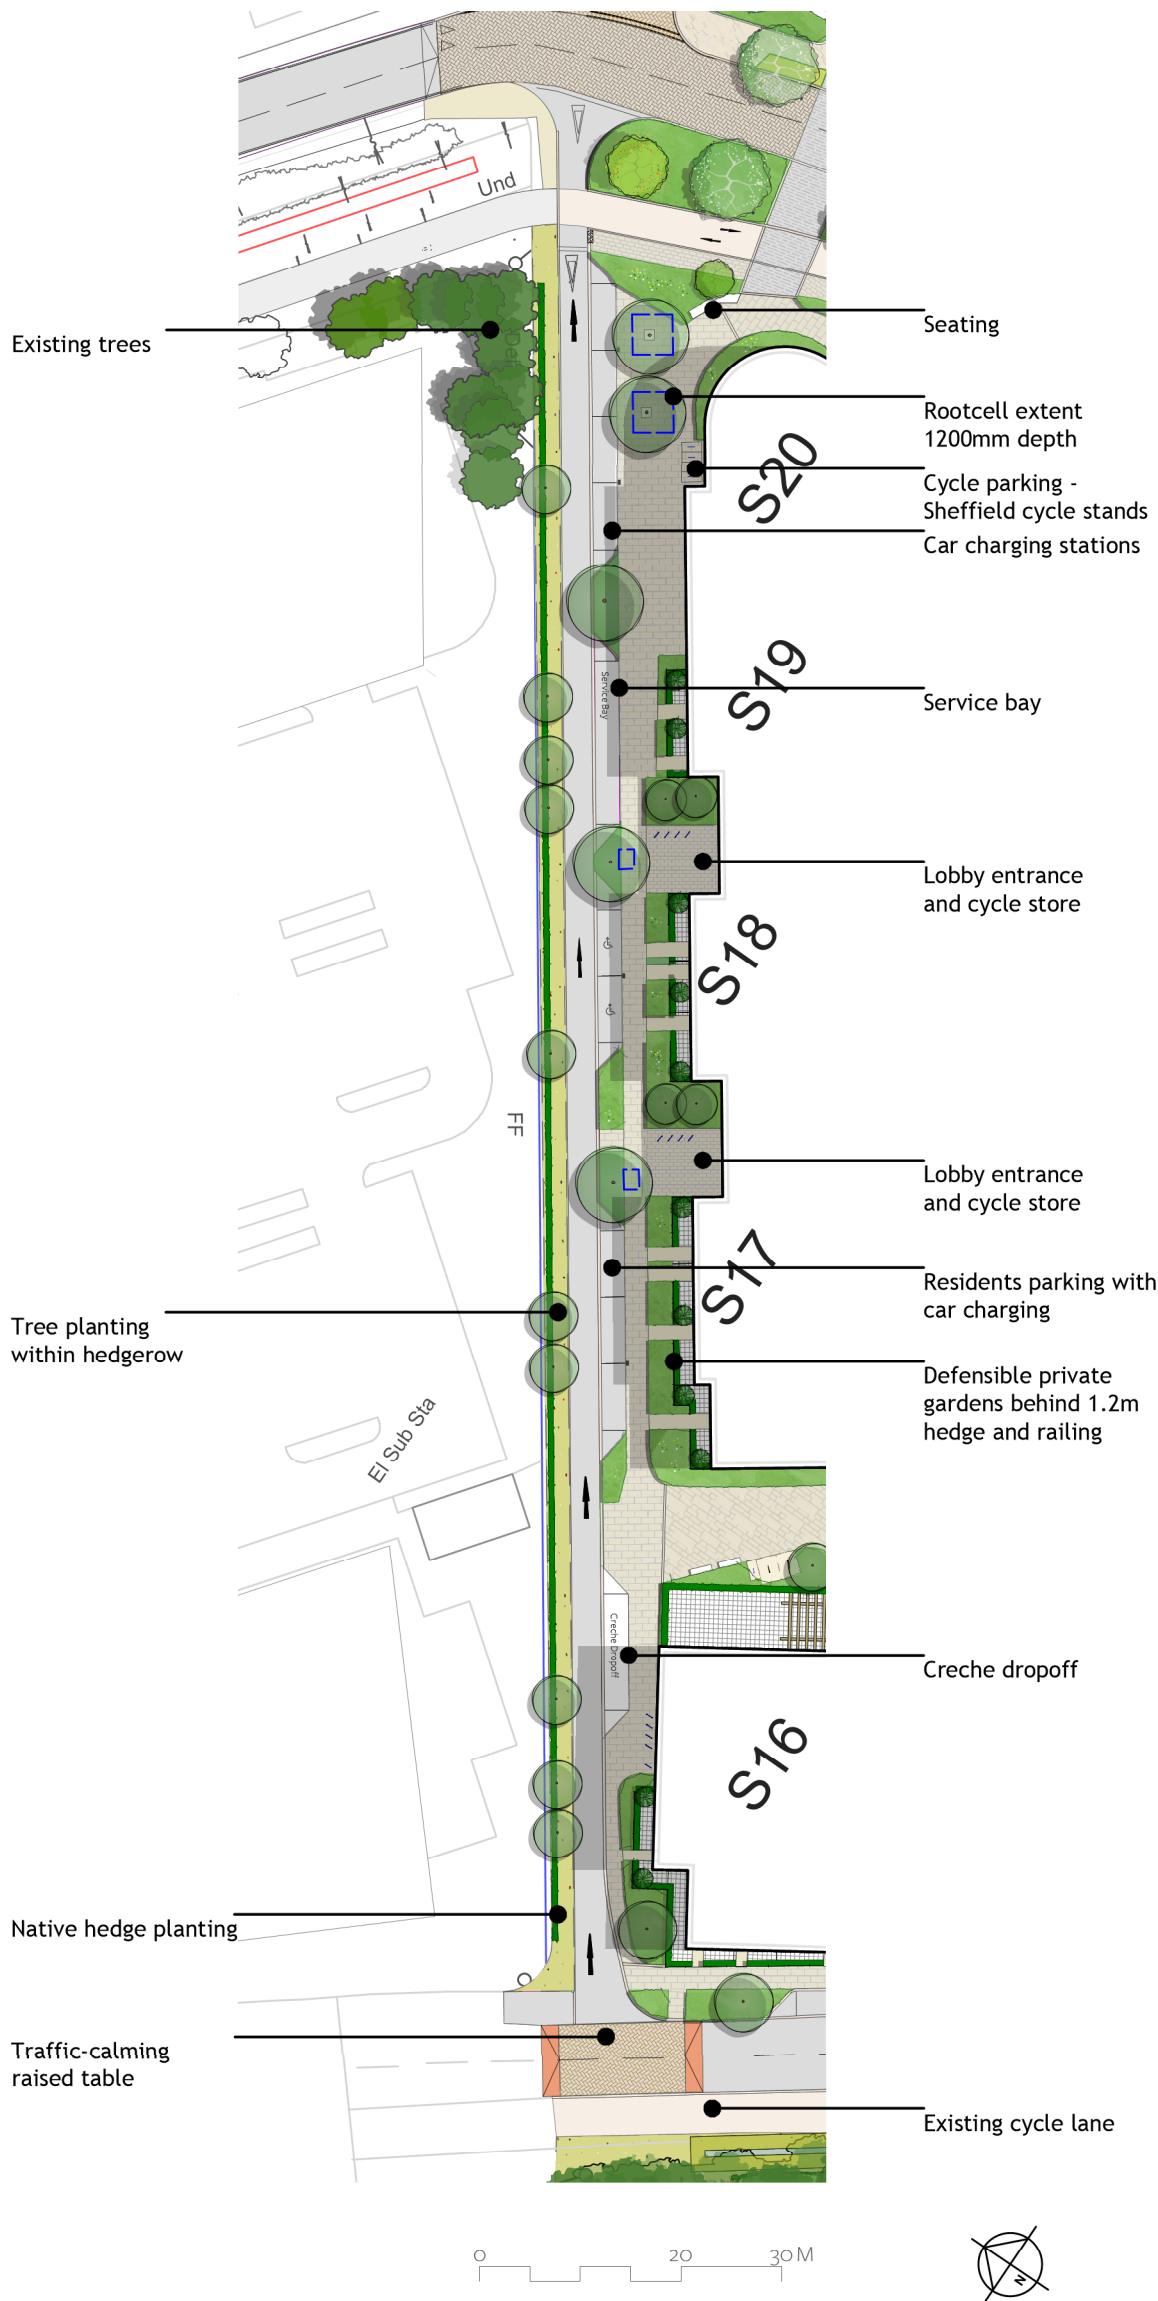 Und
Existing trees
Seating
Rootcell extent
1200mm depth
S20
Cycle parking -
Sheffield cycle stands
Car charging stations
S19
Service Bay
Service bay
Lobby entrance
and cycle store
S18
FF
Lobby entrance
and cycle store
S17
Residents parking with
car charging
Tree planting
within hedgerow
Defensible private
gardens behind 1.2m
hedge and railing
El Sub Sta
Creche Dropoff
Creche dropoff
S16
Native hedge planting
Traffic-calming
raised table
Existing cycle lane
0 20 30 M
N